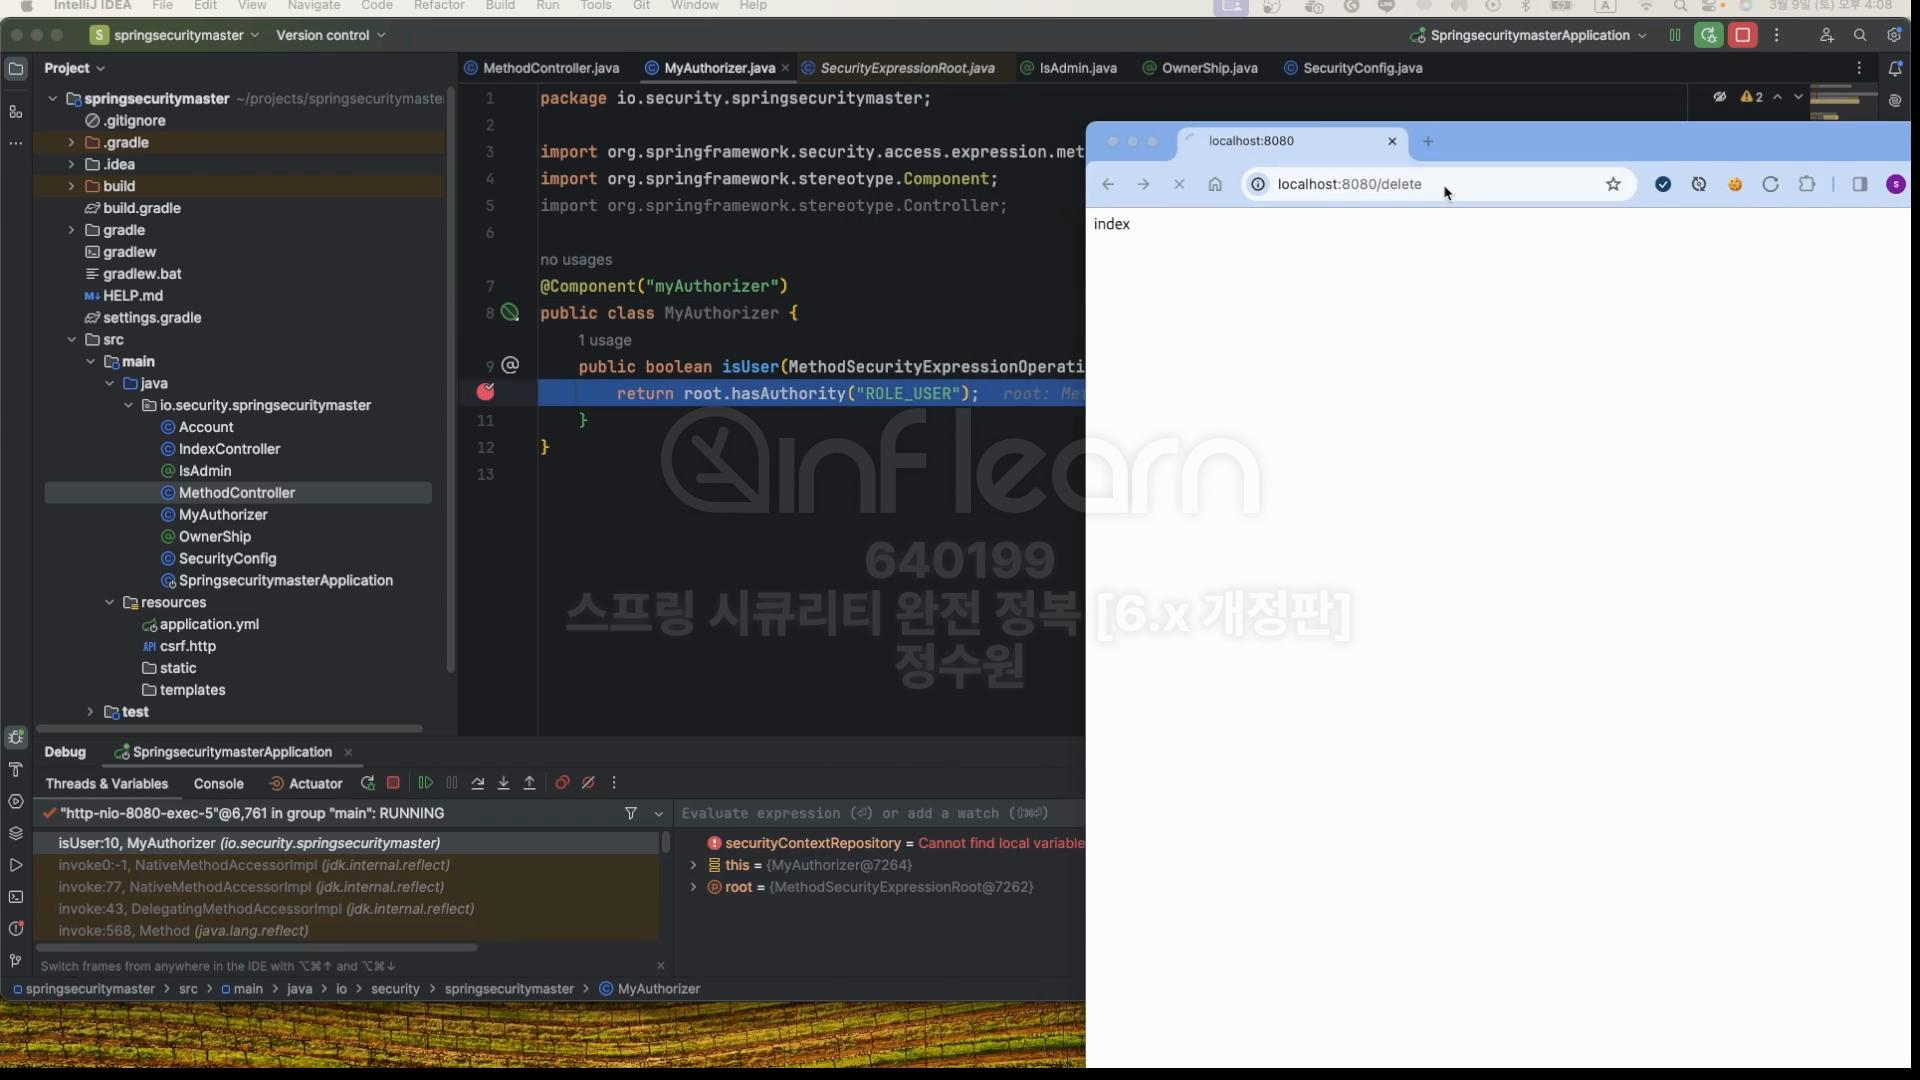 IntelliJ IDEA File Edit View Navigate Code Refactor Build Run Tools Git Window Help A 3월 9일 (토) 오후 4:08
S springsecuritymaster Version control SpringsecuritymasterApplication
Project
MethodController.java MyAuthorizer.java SecurityExpressionRoot.java IsAdmin.java OwnerShip.java SecurityConfig.java
springsecuritymaster ~/projects/springsecuritymaster
.gitignore
.gradle
.idea
build
build.gradle
gradle
gradlew
gradlew.bat
HELP.md
settings.gradle
src
main
java
io.security.springsecuritymaster
Account
IndexController
IsAdmin
MethodController
MyAuthorizer
OwnerShip
SecurityConfig
SpringsecuritymasterApplication
resources
application.yml
API csrf.http
static
templates
test
1 package io.security.springsecuritymaster;
2
3 import org.springframework.security.access.expression.met
4 import org.springframework.stereotype.Component;
5 import org.springframework.stereotype.Controller;
6
no usages
7 @Component("myAuthorizer")
8 public class MyAuthorizer {
1 usage
9 public boolean isUser(MethodSecurityExpressionOperati
return root.hasAuthority("ROLE_USER"); root: Me
11 }
12 }
13
2
localhost:8080
localhost:8080/delete
S
index
inflearn
640199
스프링 시큐리티 완전 정복 [6.x 개정판]
정수원
Debug SpringsecuritymasterApplication
Threads & Variables Console Actuator
"http-nio-8080-exec-5"@6,761 in group "main": RUNNING
isUser:10, MyAuthorizer (io.security.springsecuritymaster)
invoke0:-1, NativeMethodAccessorImpl (jdk.internal.reflect)
invoke:77, NativeMethodAccessorImpl (jdk.internal.reflect)
invoke:43, DelegatingMethodAccessorImpl (jdk.internal.reflect)
invoke:568, Method (java.lang.reflect)
Switch frames from anywhere in the IDE with ⌥⌘↑ and ⌥⌘↓
Evaluate expression (⏎) or add a watch (⇧⌘⏎)
securityContextRepository = Cannot find local variable
this = {MyAuthorizer@7264}
root = {MethodSecurityExpressionRoot@7262}
springsecuritymaster > src > main > java > io > security > springsecuritymaster > MyAuthorizer